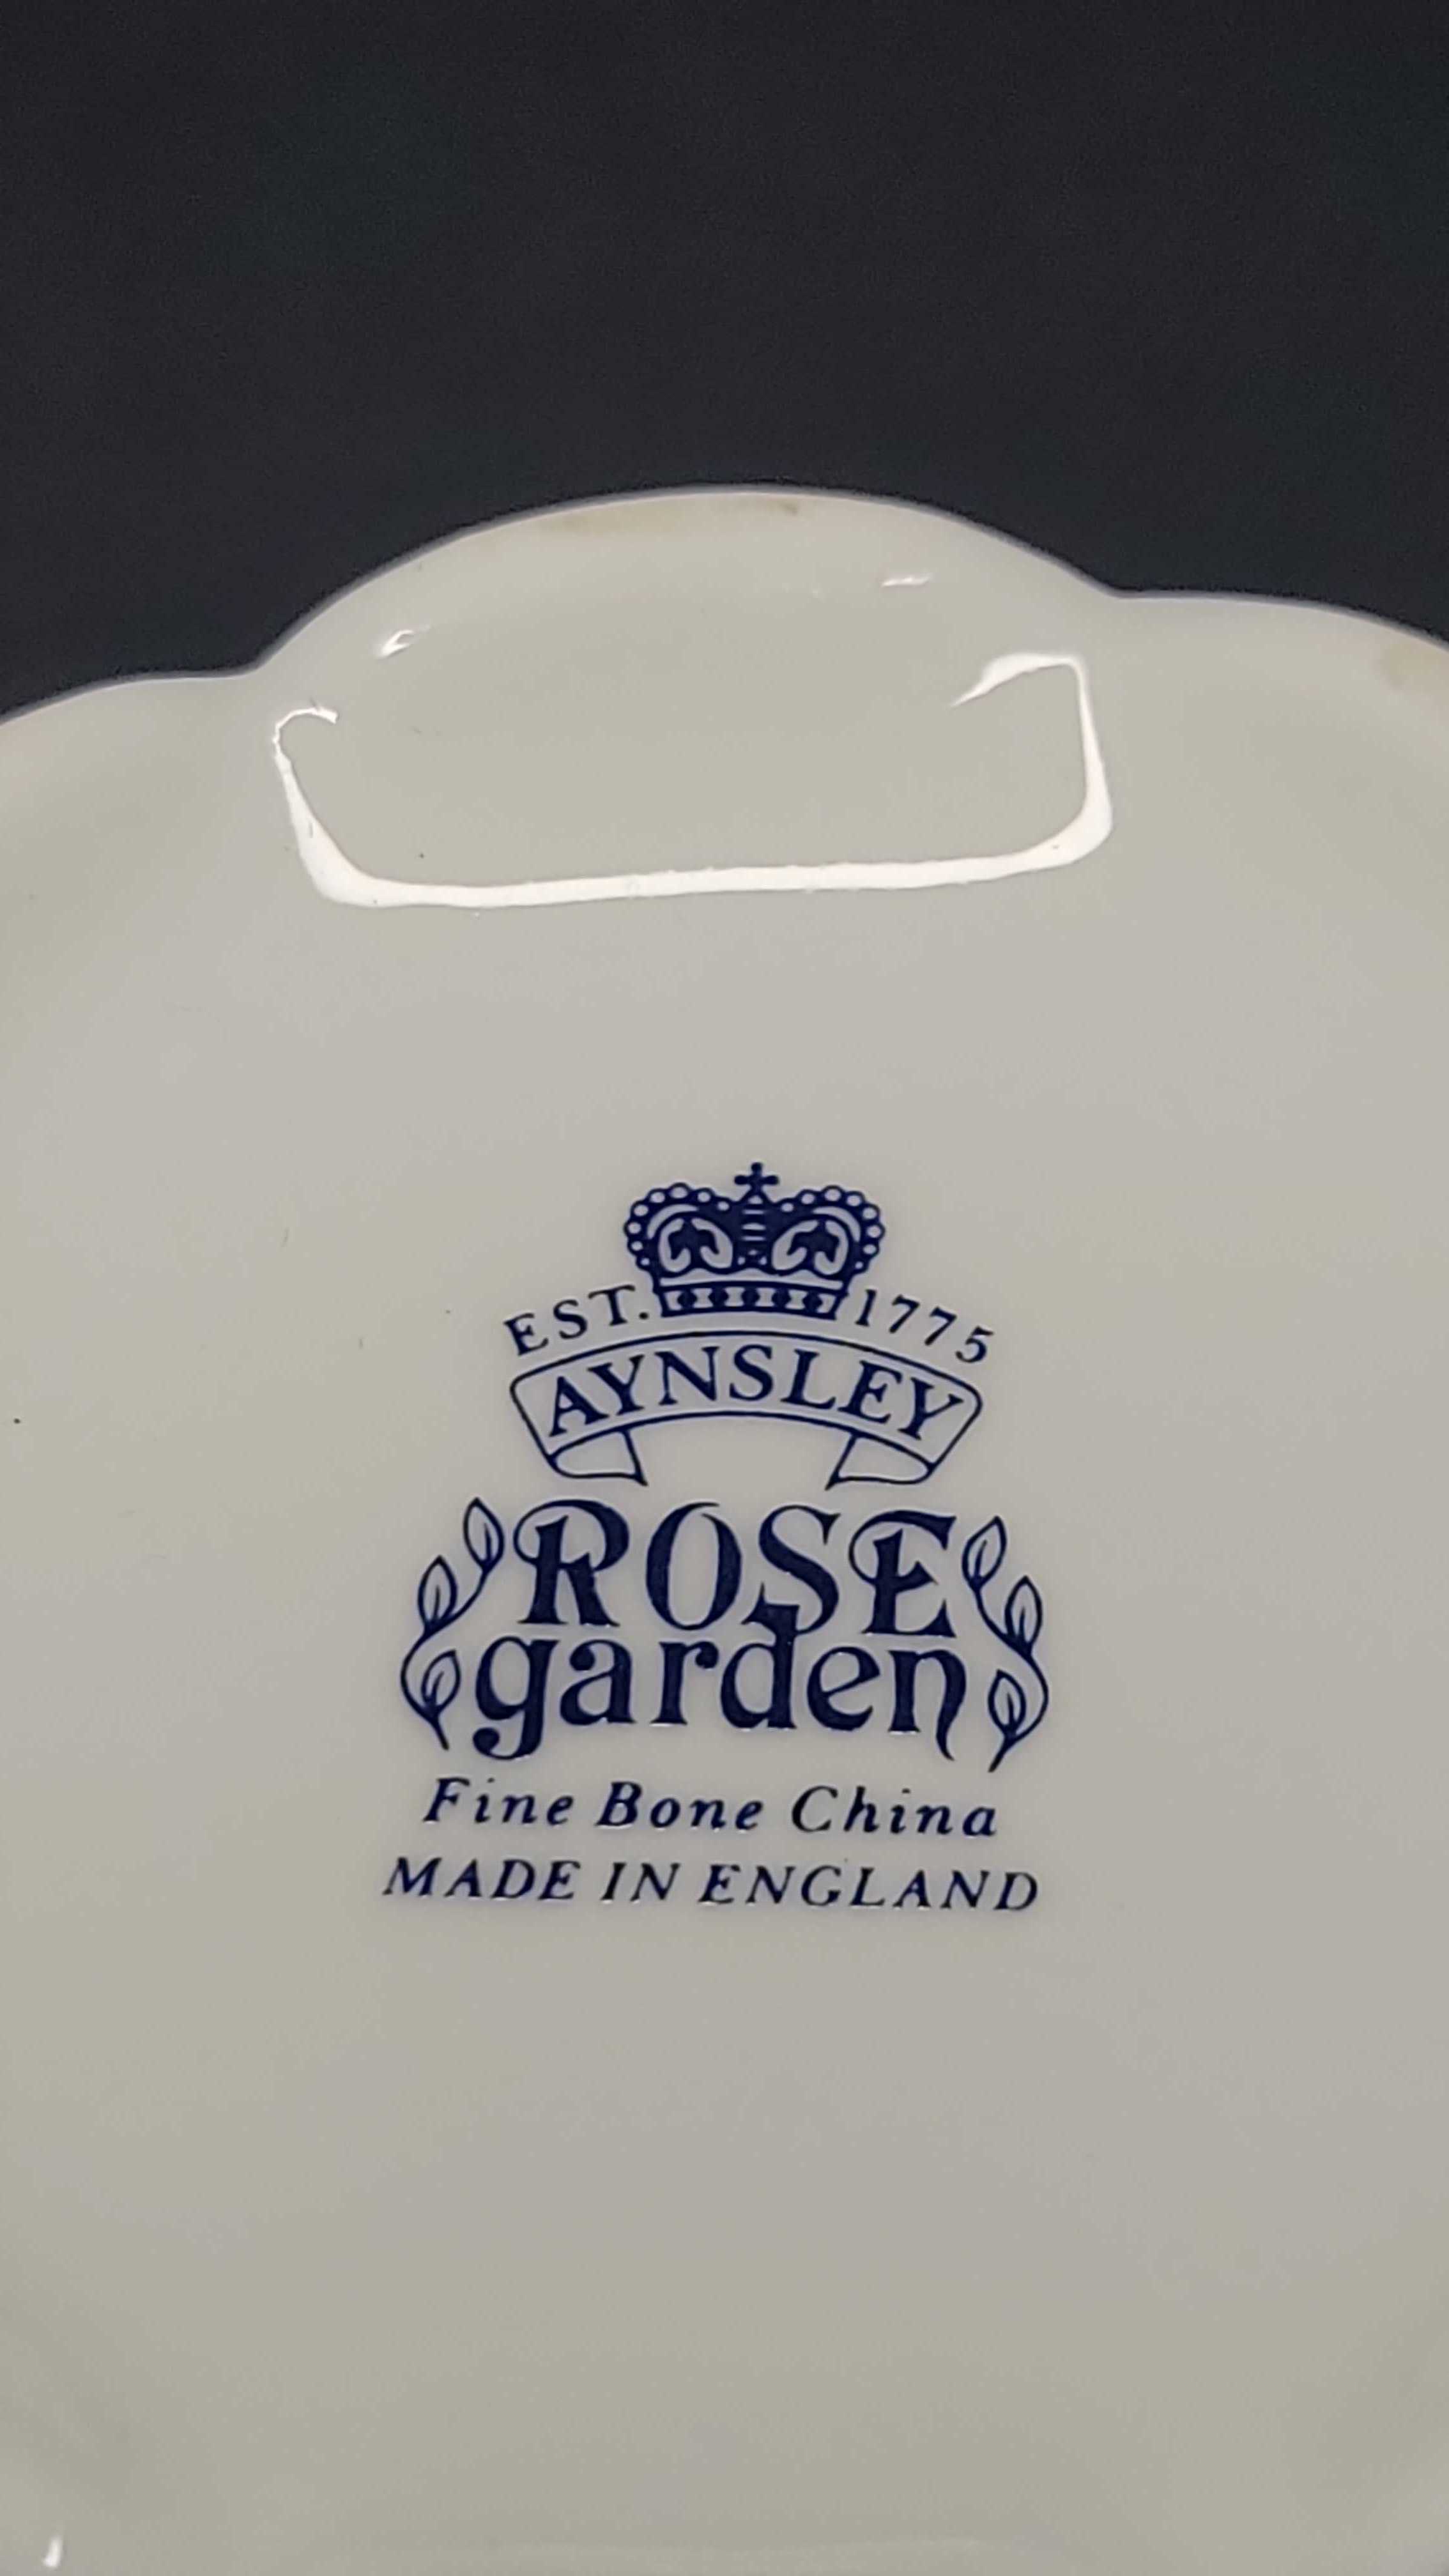 EST. 1775
AYNSLEY
ROSE
garden
Fine Bone China
MADE IN ENGLAND